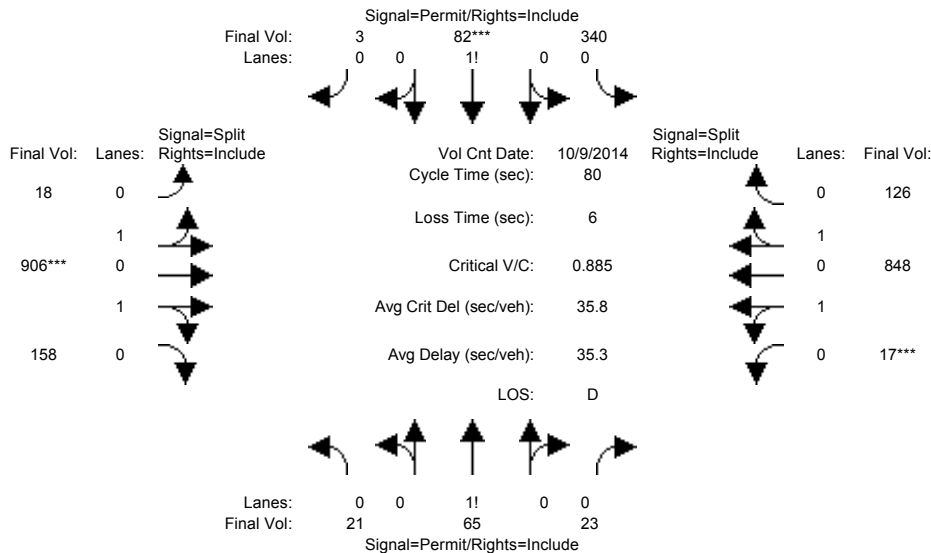 Signal=Permit/Rights=Include
Final Vol: 3 82*** 340
Lanes: 0 0 1! 0 0
Signal=Split Signal=Split
Final Vol: Lanes: Rights=Include Vol Cnt Date: 10/9/2014 Rights=Include Lanes: Final Vol:
Cycle Time (sec): 80
18 0 0 126
Loss Time (sec): 6
1 1
906*** 0 Critical V/C: 0.885 0 848
1 Avg Crit Del (sec/veh): 35.8 1
158 0 Avg Delay (sec/veh): 35.3 0 17***
LOS: D
Lanes: 0 0 1! 0 0
Final Vol: 21 65 23
Signal=Permit/Rights=Include